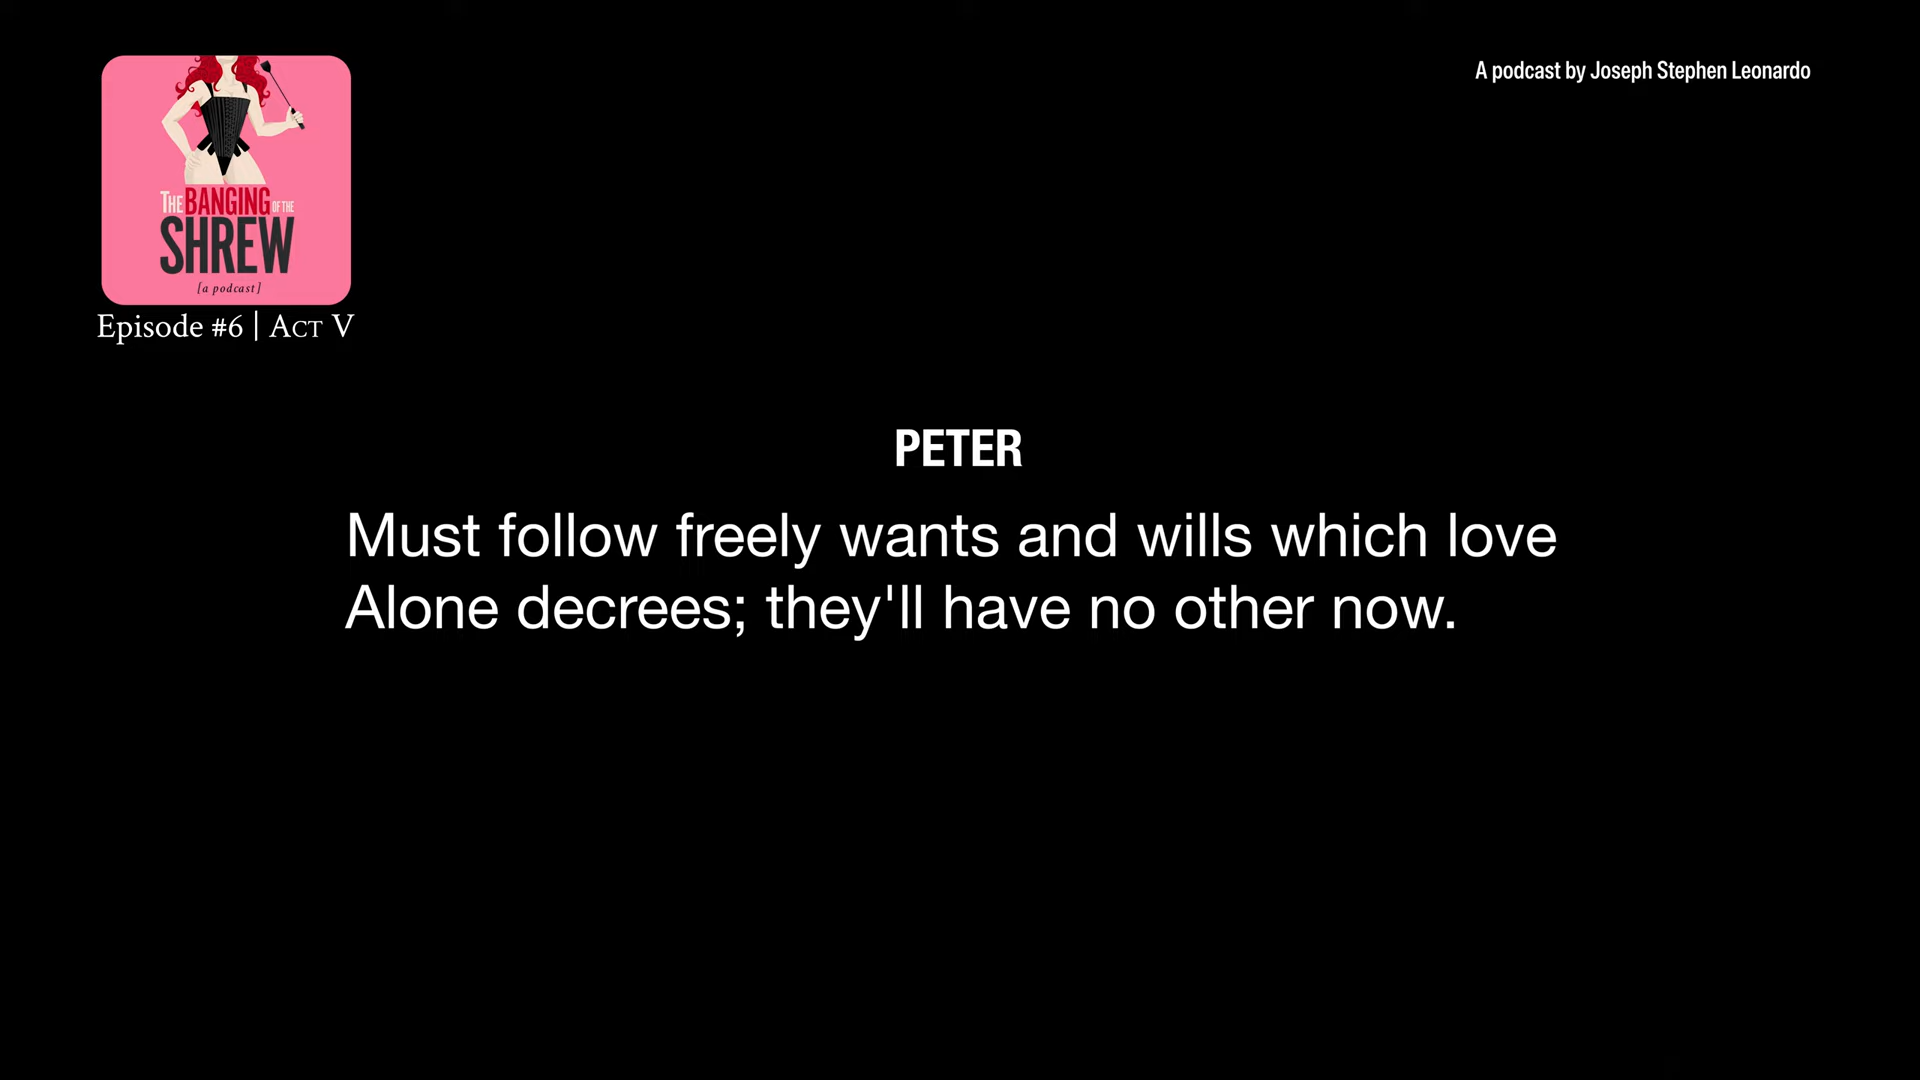 A podcast by Joseph Stephen Leonardo
THE BANGING OF THE
SHREW
[a podcast]
Episode #6 | ACT V
PETER
Must follow freely wants and wills which love
Alone decrees; they'll have no other now.